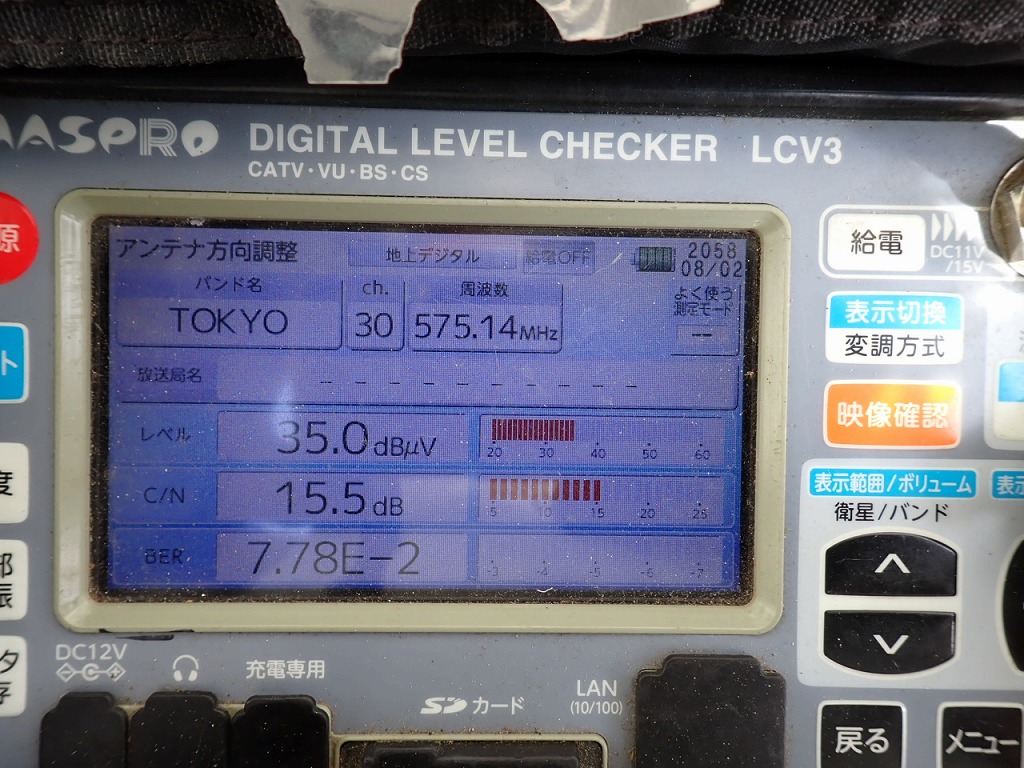 MASPRO DIGITAL LEVEL CHECKER LCV3
CATV・VU・BS・CS
原
アンテナ方向調整 地上デジタル 給電OFF 2058
08/02
バンド名 ch. 周波数 よく使う
測定モード
TOKYO 30 575.14MHz --
放送局名 - - - - - - - - - -
レベル 35.0dBμV
20 30 40 50 60
C/N 15.5dB
5 10 15 20 25
BER 7.78E-2
-3 -4 -5 -6 -7
給電 DC11V
/15V
表示切換
変調方式
映像確認
表示範囲/ボリューム
衛星/バンド
表示
ト
度
部
振
タ
存
DC12V
充電専用
SDカード
LAN
(10/100)
戻る
メニュー